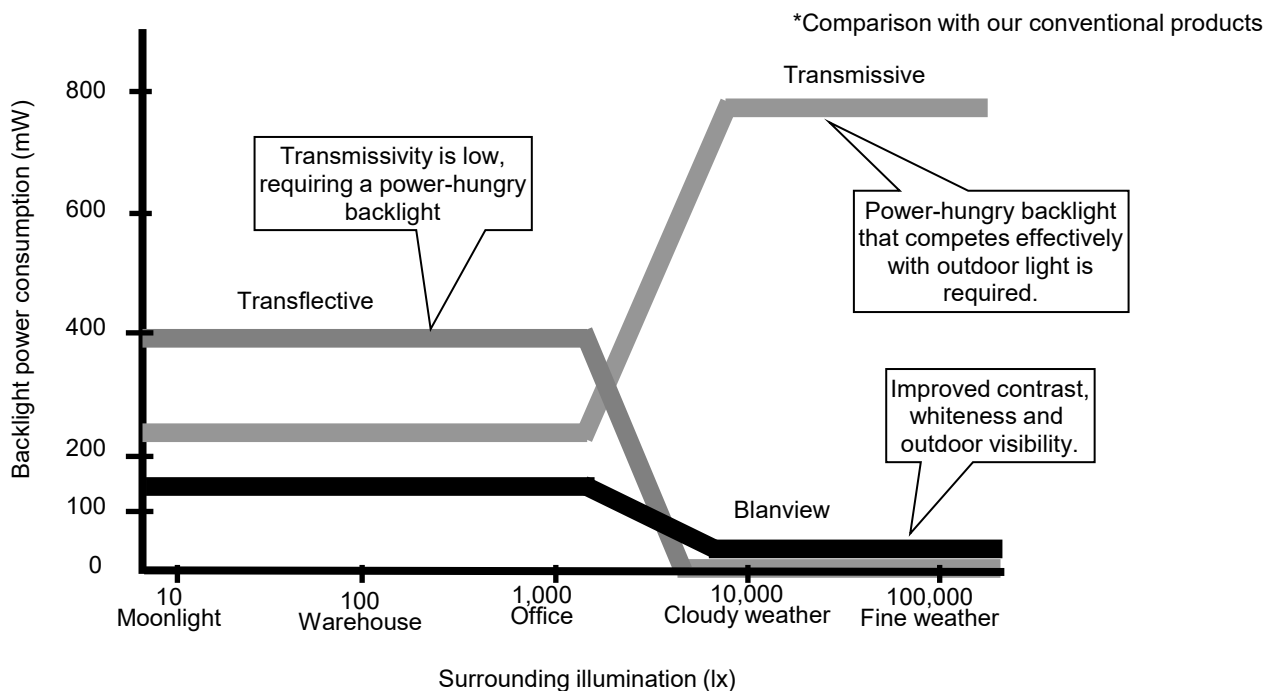 *Comparison with our conventional products
Backlight power consumption (mW)
800
600
400
200
100
0
Transmissive
Transmissivity is low,
requiring a power-hungry
backlight
Power-hungry backlight
that competes effectively
with outdoor light is
required.
Transflective
Improved contrast,
whiteness and
outdoor visibility.
Blanview
10
100
1,000
10,000
100,000
Moonlight
Warehouse
Office
Cloudy weather
Fine weather
Surrounding illumination (lx)